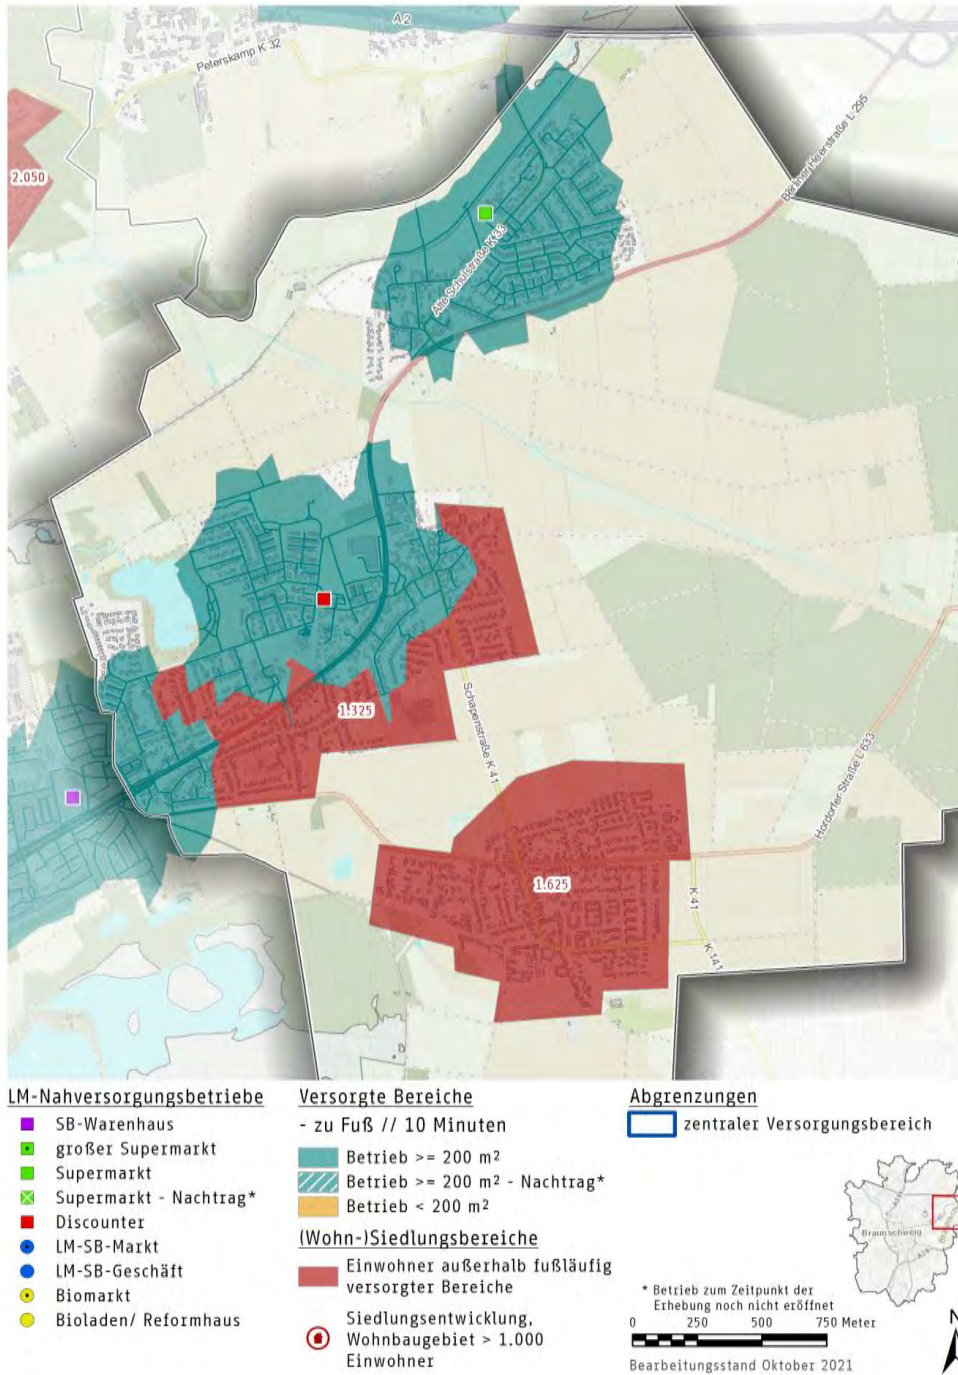 A 2
Peterskamp K 32
Berliner Heerstraße L 295
2.050
Alte Schulstraße K 33
1.325
Schapenstraße K 41
Hordorfer Straße L 633
1.625
K 41
K 141
LM-Nahversorgungsbetriebe
SB-Warenhaus
großer Supermarkt
Supermarkt
Supermarkt - Nachtrag*
Discounter
LM-SB-Markt
LM-SB-Geschäft
Biomarkt
Bioladen/ Reformhaus
Versorgte Bereiche
- zu Fuß // 10 Minuten
Betrieb >= 200 m²
Betrieb >= 200 m² - Nachtrag*
Betrieb < 200 m²
(Wohn-)Siedlungsbereiche
Einwohner außerhalb fußläufig
versorgter Bereiche
Siedlungsentwicklung,
Wohnbaugebiet > 1.000
Einwohner
Abgrenzungen
zentraler Versorgungsbereich
Braunschweig
* Betrieb zum Zeitpunkt der
Erhebung noch nicht eröffnet
0 250 500 750 Meter
Bearbeitungsstand Oktober 2021
N